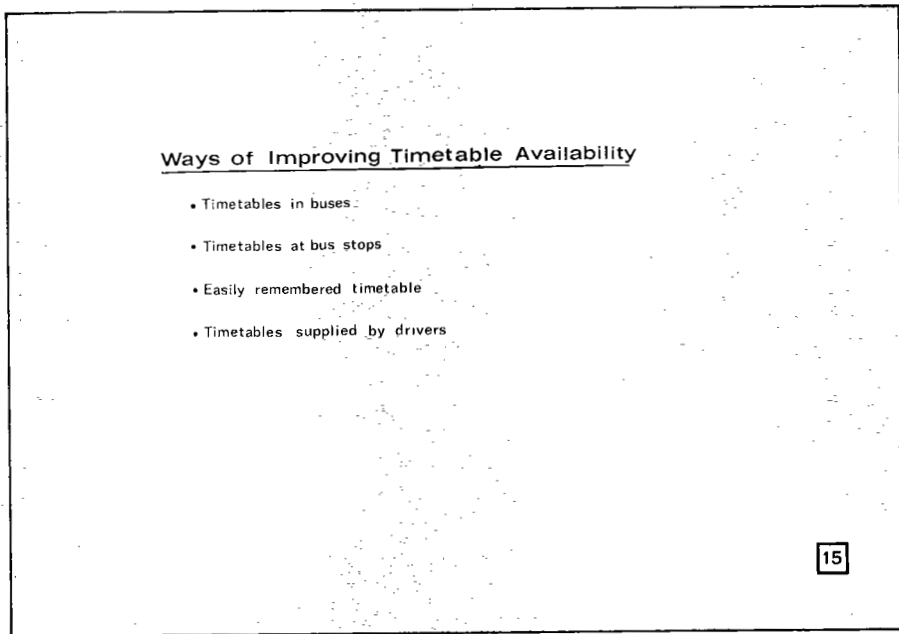 Ways of Improving Timetable Availability
• Timetables in buses
• Timetables at bus stops
• Easily remembered timetable
• Timetables supplied by drivers
15